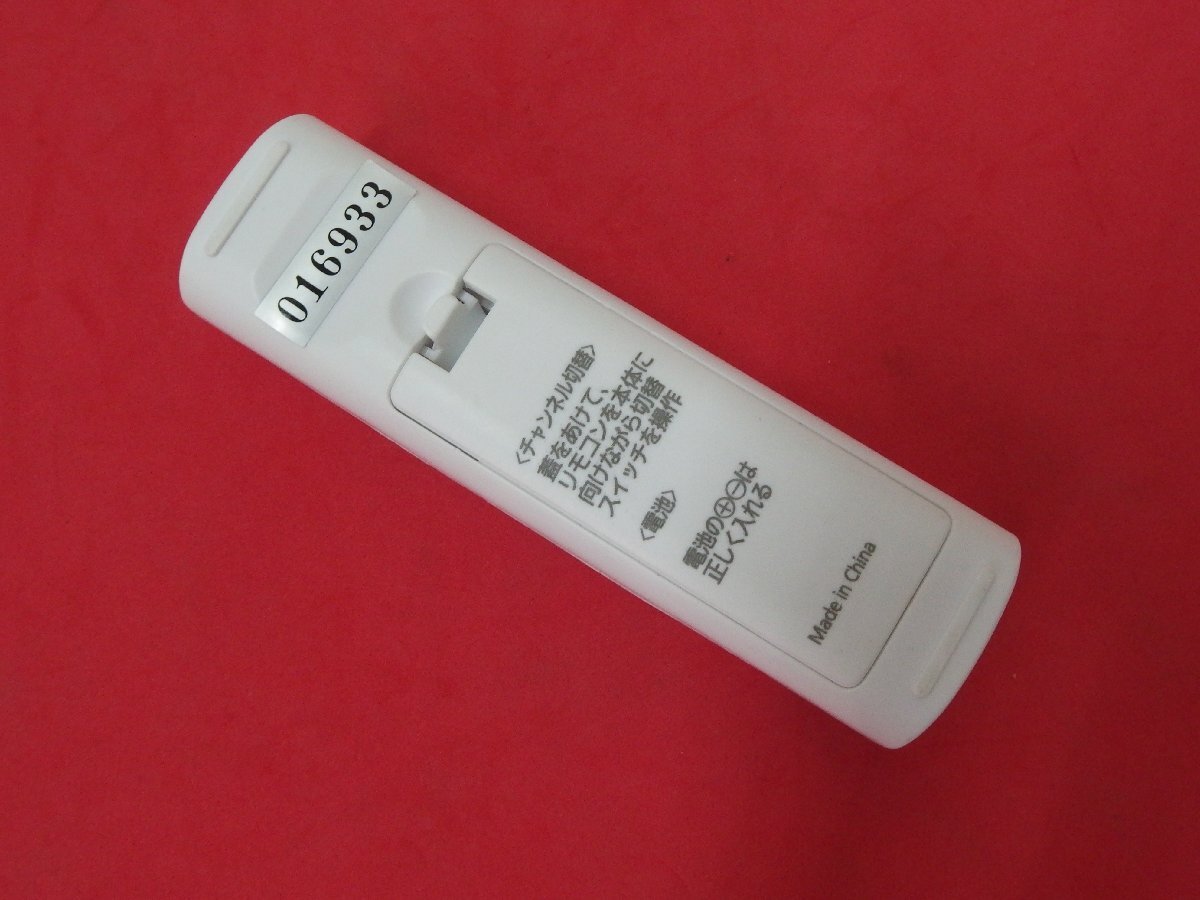 016933
<チャンネル切替>
蓋をあけて、
リモコンを本体に
向けながら切替
スイッチを操作
<電池>
電池の⊕⊖は
正しく入れる
Made in China